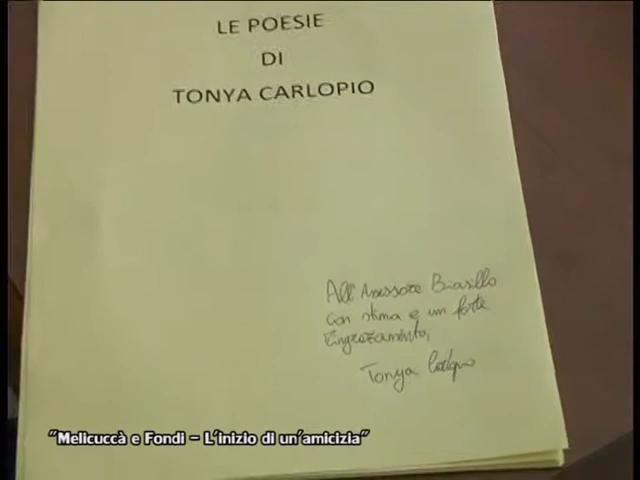 LE POESIE
DI
TONYA CARLOPIO
All'Assessore Biasillo
con stima e un forte
ringraziamento,
Tonya Carlopio
"Melicuccà e Fondi - L'inizio di un'amicizia"